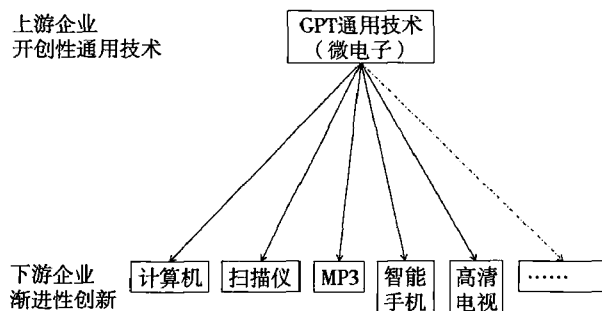 上游企业
开创性通用技术
GPT通用技术
（微电子）
下游企业
渐进性创新
计算机
扫描仪
MP3
智能
手机
高清
电视
……